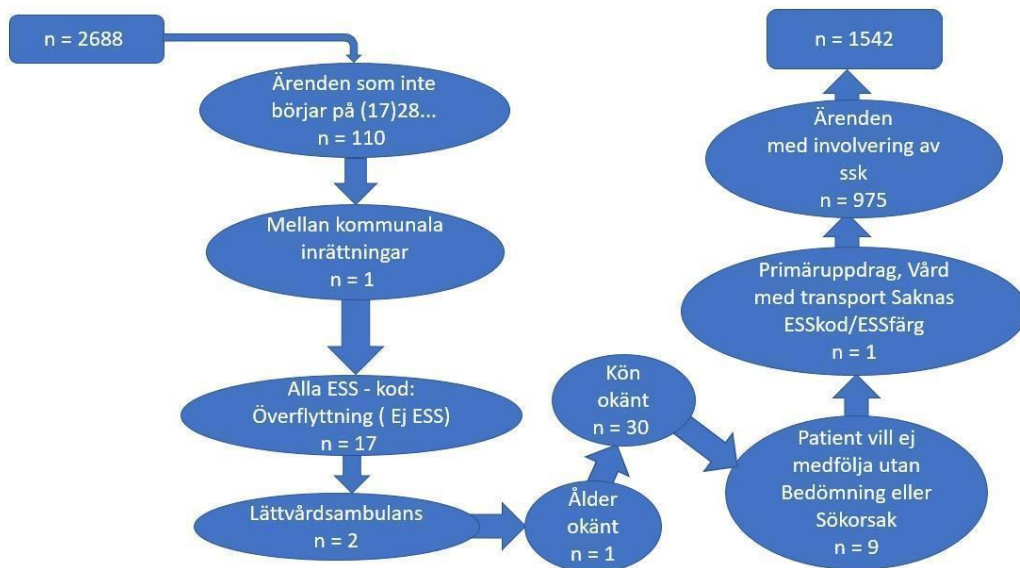 n = 2688
Ärenden som inte
börjar på (17)28...
n = 110
Mellan kommunala
inrättningar
n = 1
Alla ESS - kod:
Överflyttning ( Ej ESS)
n = 17
Lättvårdsambulans
n = 2
Ålder
okänt
n = 1
Kön
okänt
n = 30
Patient vill ej
medfölja utan
Bedömning eller
Sökorsak
n = 9
Primäruppdrag, Vård
med transport Saknas
ESSkod/ESSfärg
n = 1
Ärenden
med involvering av
ssk
n = 975
n = 1542